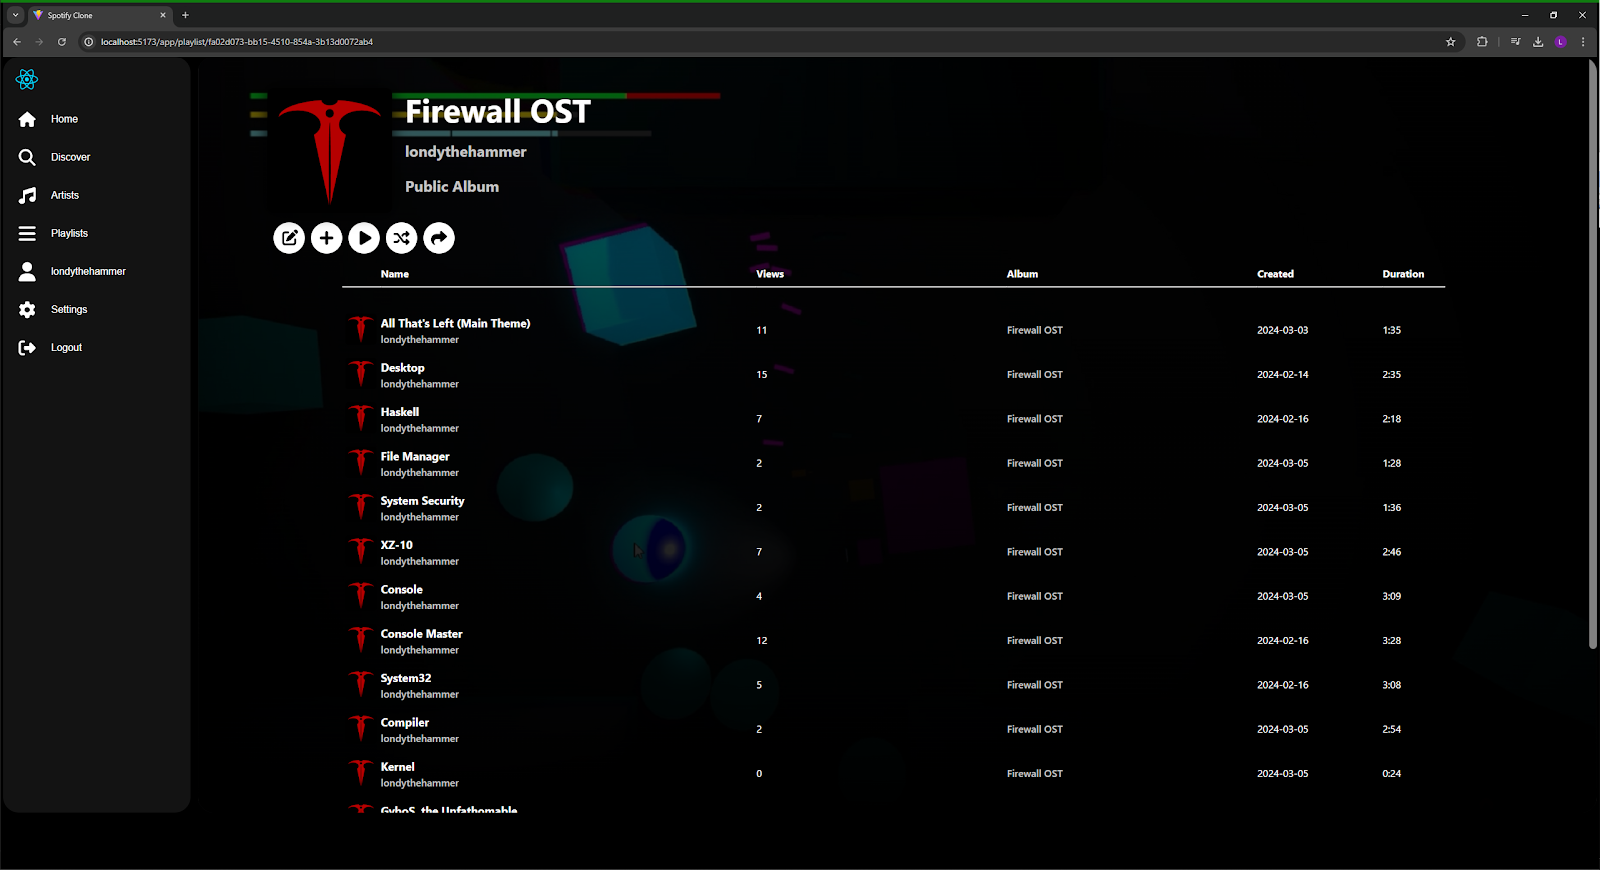 Spotify Clone
localhost:5173/app/playlist/fa02d073-bb15-4510-854a-3b13d0072ab4
L
Home
Discover
Artists
Playlists
londythehammer
Settings
Logout
Firewall OST
londythehammer
Public Album
Name Views Album Created Duration
All That's Left (Main Theme)
londythehammer
11 Firewall OST 2024-03-03 1:35
Desktop
londythehammer
15 Firewall OST 2024-02-14 2:35
Haskell
londythehammer
7 Firewall OST 2024-02-16 2:18
File Manager
londythehammer
2 Firewall OST 2024-03-05 1:28
System Security
londythehammer
2 Firewall OST 2024-03-05 1:36
XZ-10
londythehammer
7 Firewall OST 2024-03-05 2:46
Console
londythehammer
4 Firewall OST 2024-03-05 3:09
Console Master
londythehammer
12 Firewall OST 2024-02-16 3:28
System32
londythehammer
5 Firewall OST 2024-02-16 3:08
Compiler
londythehammer
2 Firewall OST 2024-03-05 2:54
Kernel
londythehammer
0 Firewall OST 2024-03-05 0:24
the Unfathomable